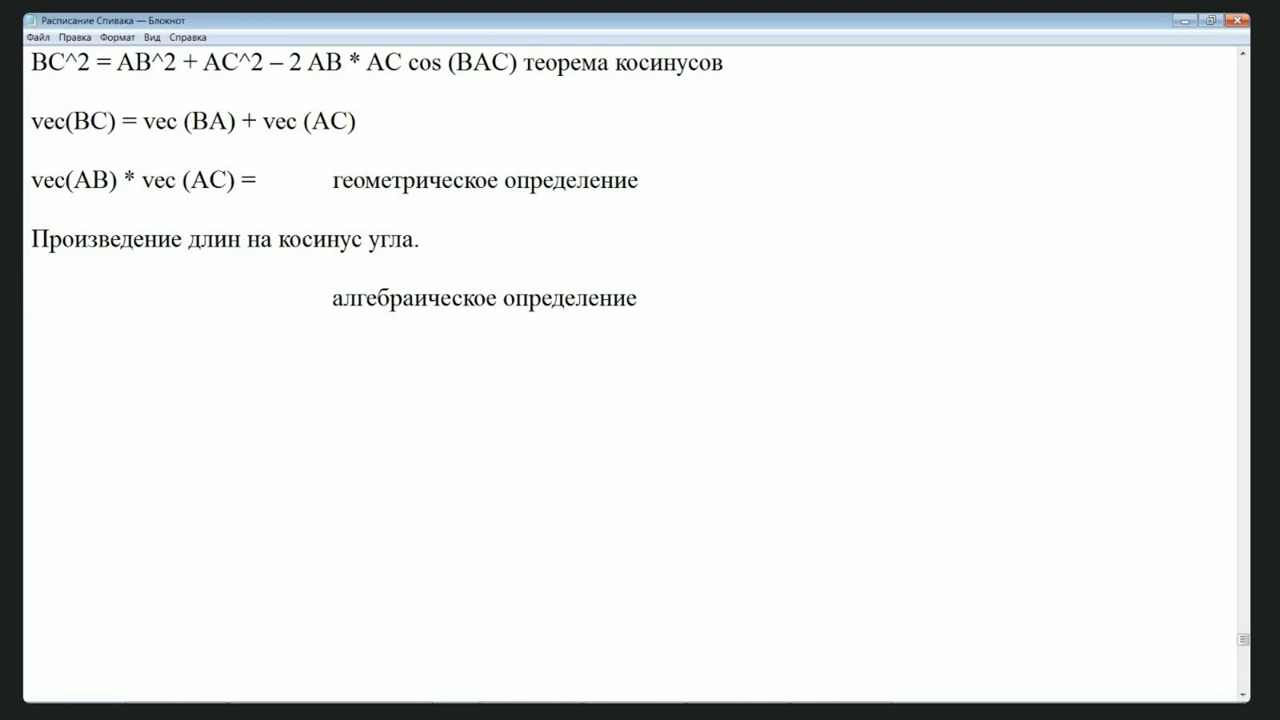 Расписание Спивака — Блокнот
Файл Правка Формат Вид Справка
BC^2 = AB^2 + AC^2 – 2 AB * AC cos (BAC) теорема косинусов
vec(BC) = vec (BA) + vec (AC)
vec(AB) * vec (AC) = геометрическое определение
Произведение длин на косинус угла.
алгебраическое определение